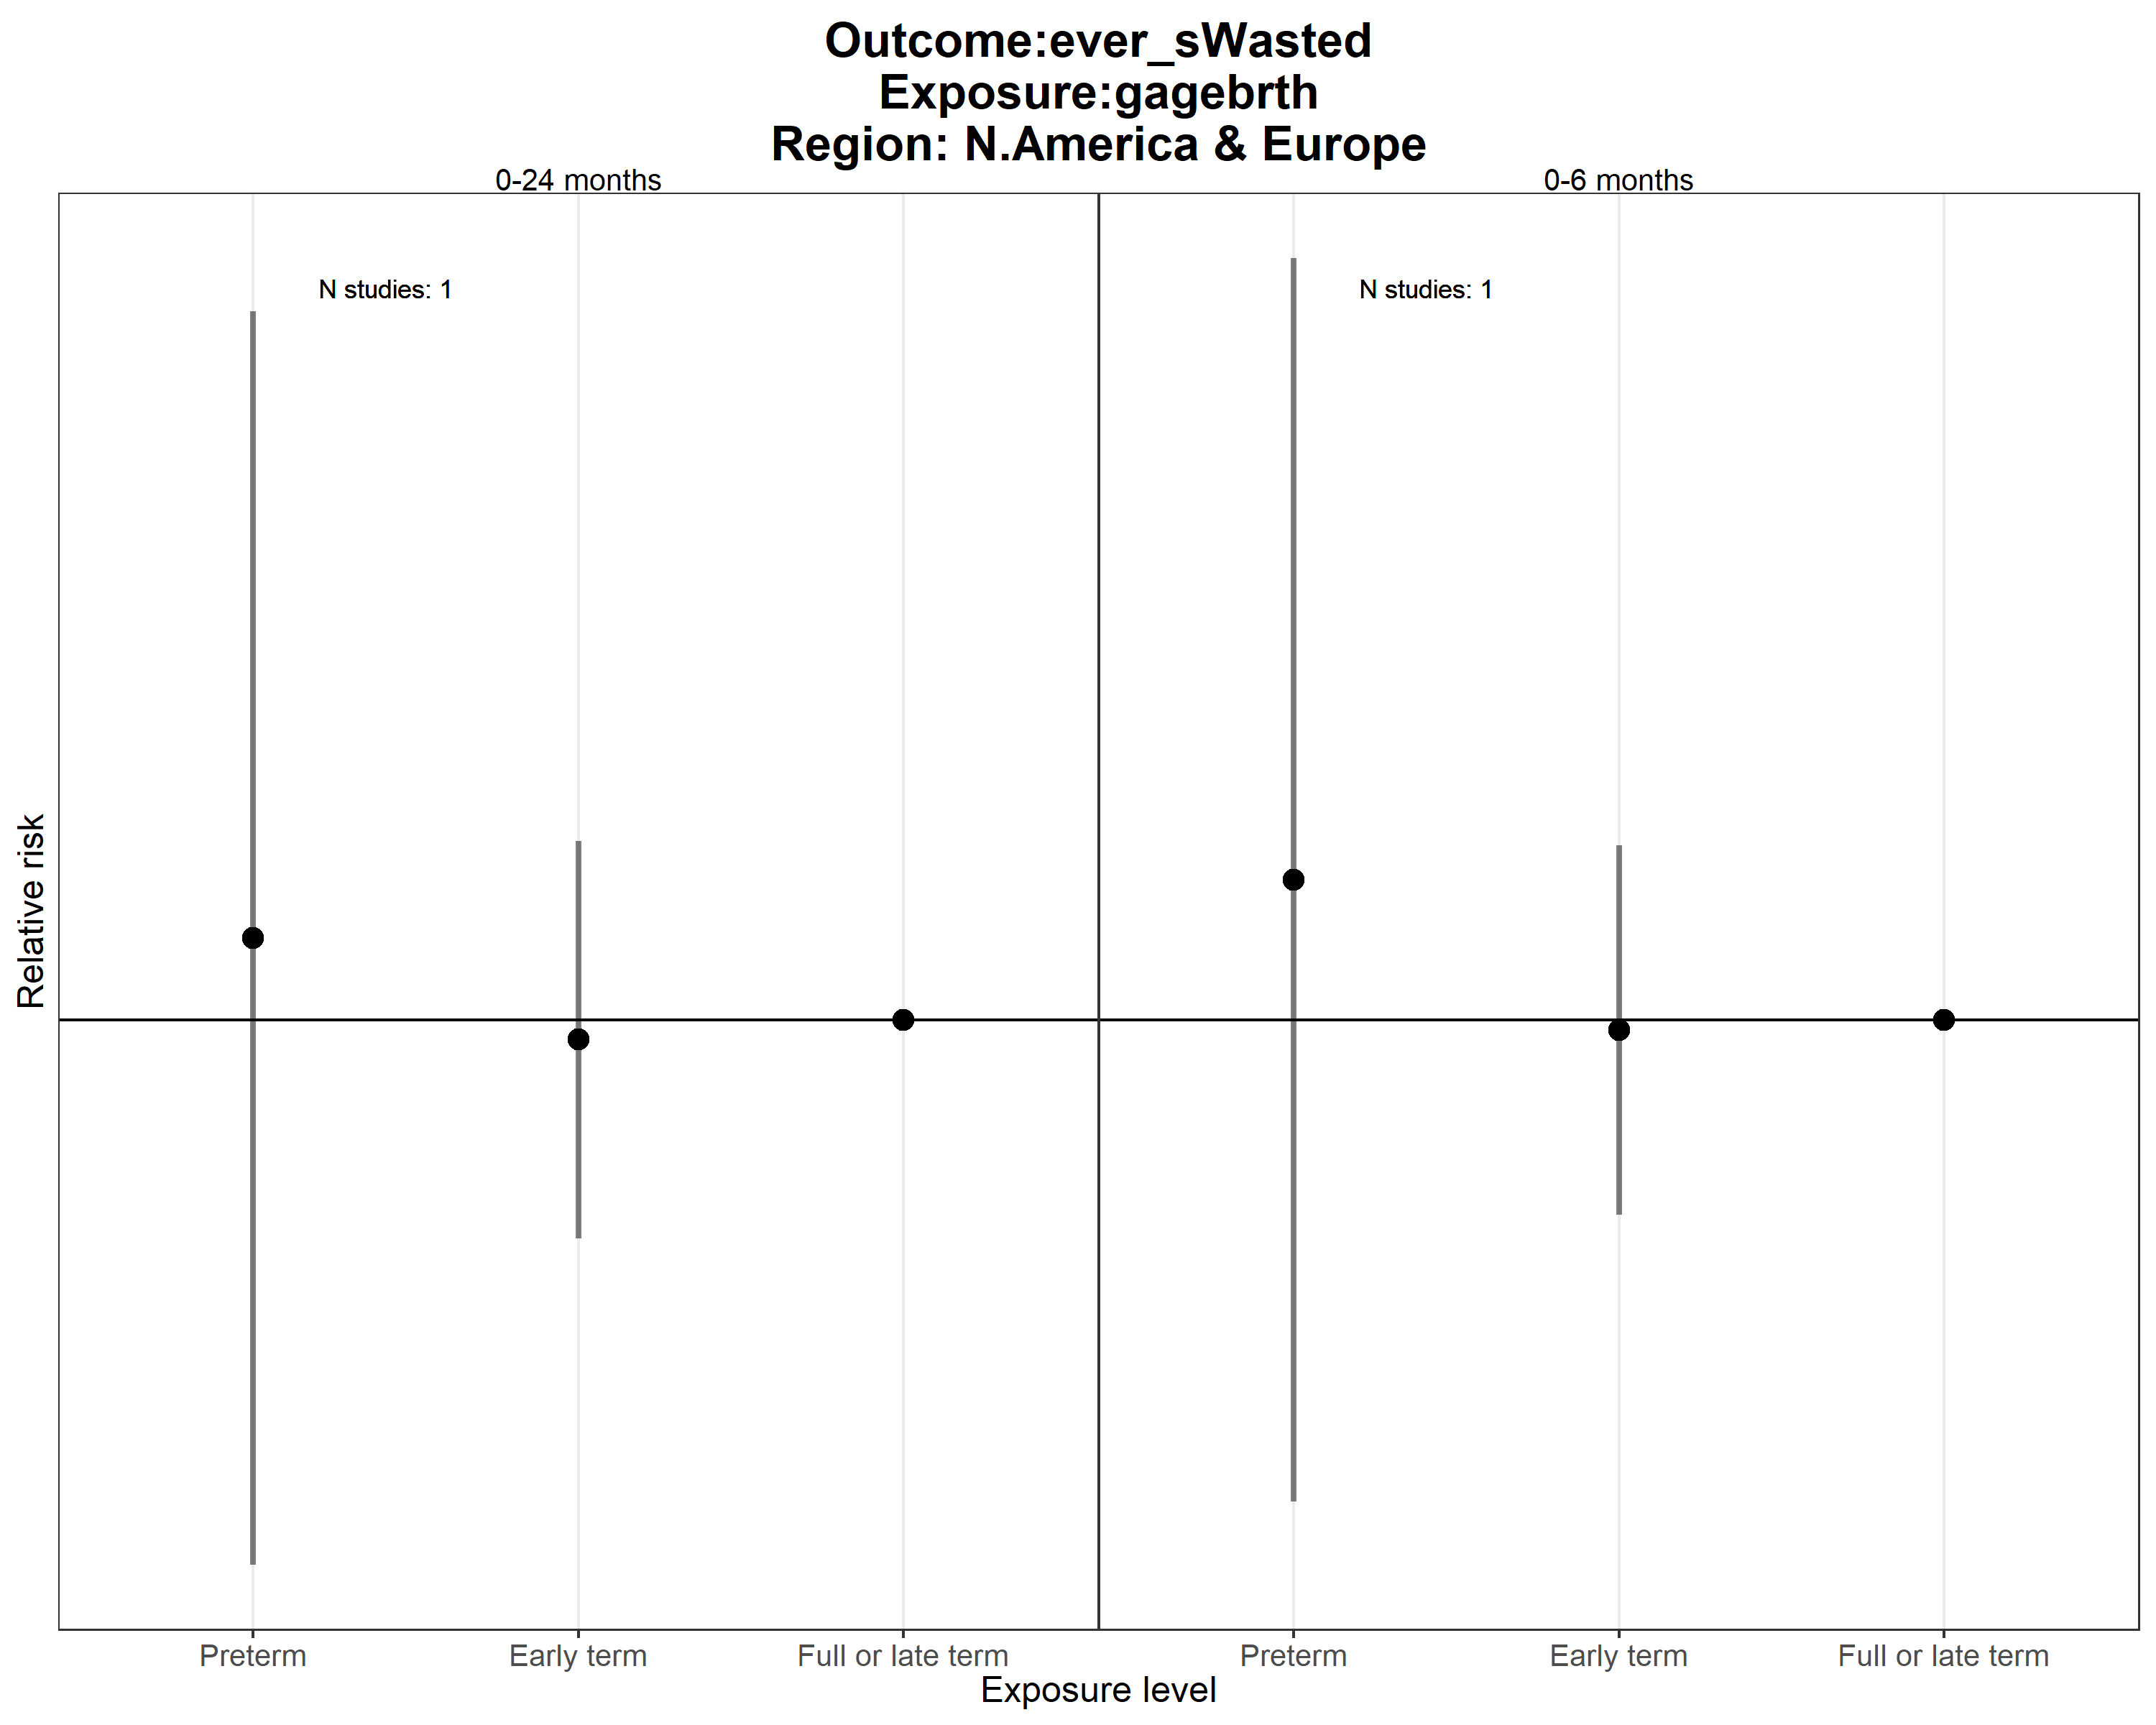 Outcome:ever_sWasted
Exposure:gagebrth
Region: N.America & Europe
0-24 months
0-6 months
N studies: 1
N studies: 1
Relative risk
Preterm
Early term
Full or late term
Preterm
Early term
Full or late term
Exposure level